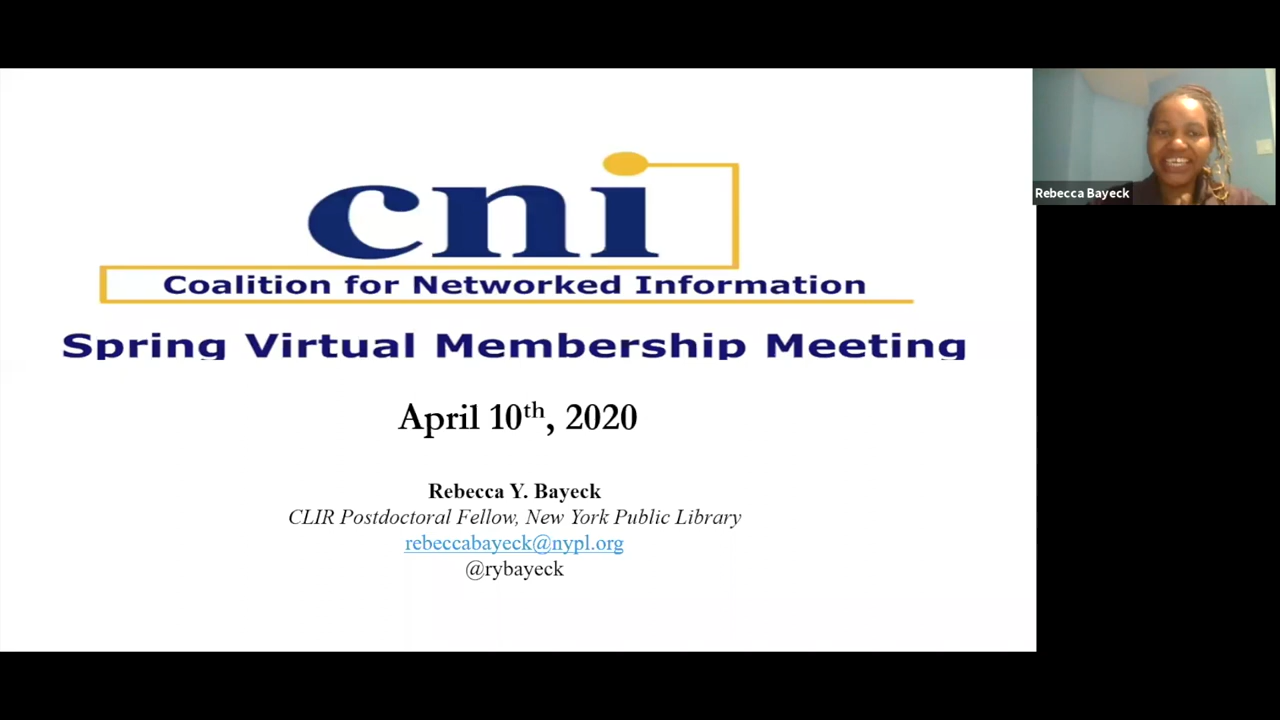 cni
Coalition for Networked Information
Spring Virtual Membership Meeting
April 10th, 2020
Rebecca Y. Bayeck
CLIR Postdoctoral Fellow, New York Public Library
rebeccabayeck@nypl.org
@rybayeck
Rebecca Bayeck